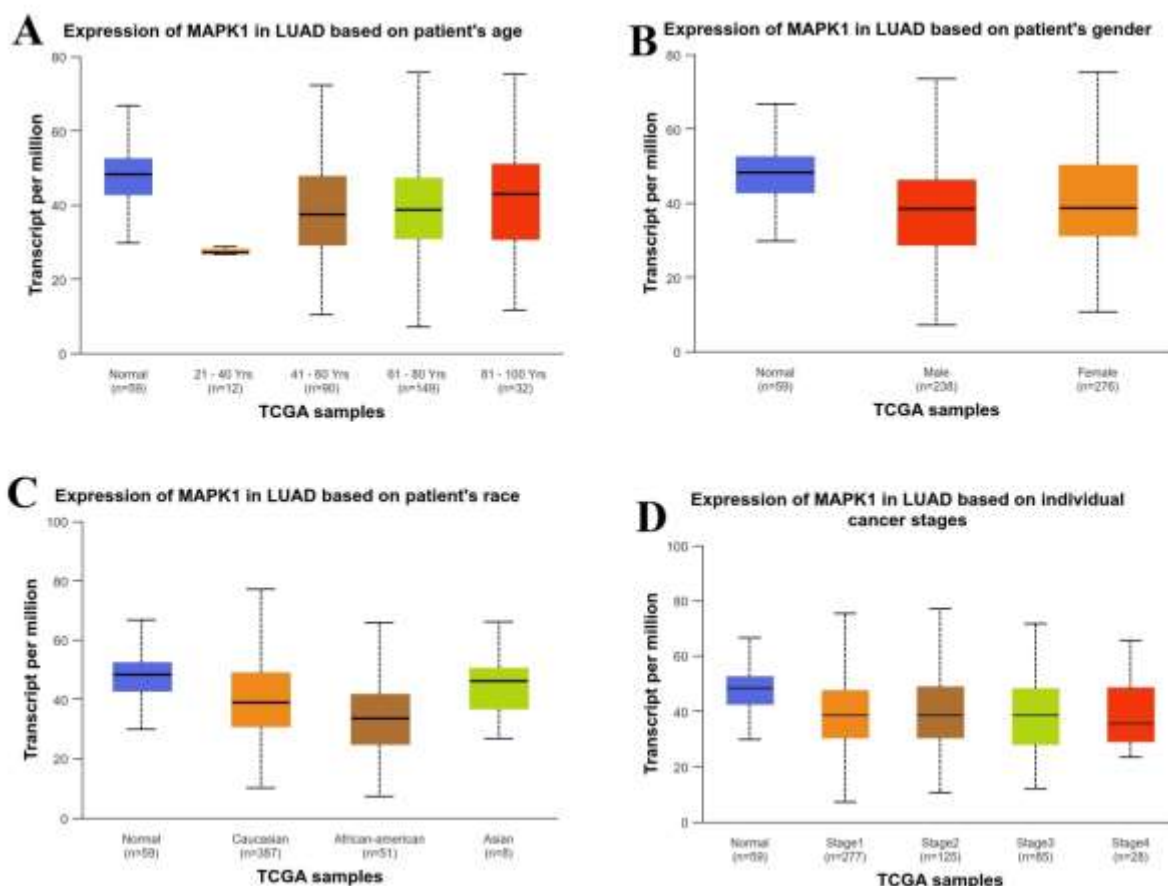 A
Expression of MAPK1 in LUAD based on patient's age
Transcript per million
80
60
40
20
0
Normal
(n=59)
21 - 40 Yrs
(n=12)
41 - 60 Yrs
(n=90)
61 - 80 Yrs
(n=149)
81 - 100 Yrs
(n=32)
TCGA samples
B
Expression of MAPK1 in LUAD based on patient's gender
Transcript per million
80
60
40
20
0
Normal
(n=59)
Male
(n=238)
Female
(n=276)
TCGA samples
C
Expression of MAPK1 in LUAD based on patient's race
Transcript per million
100
80
60
40
20
0
Normal
(n=59)
Caucasian
(n=387)
African-american
(n=51)
Asian
(n=8)
TCGA samples
D
Expression of MAPK1 in LUAD based on individual
cancer stages
Transcript per million
100
80
60
40
20
0
Normal
(n=59)
Stage1
(n=277)
Stage2
(n=125)
Stage3
(n=85)
Stage4
(n=28)
TCGA samples